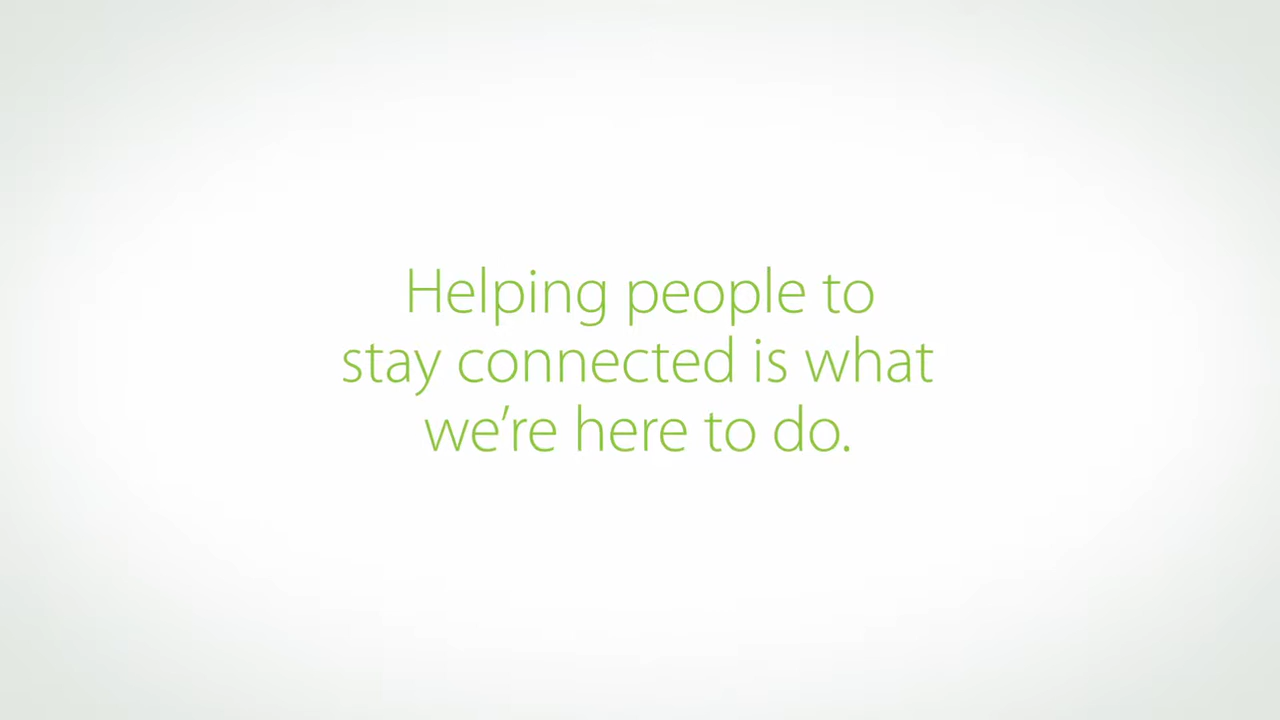 Helping people to
stay connected is what
we’re here to do.